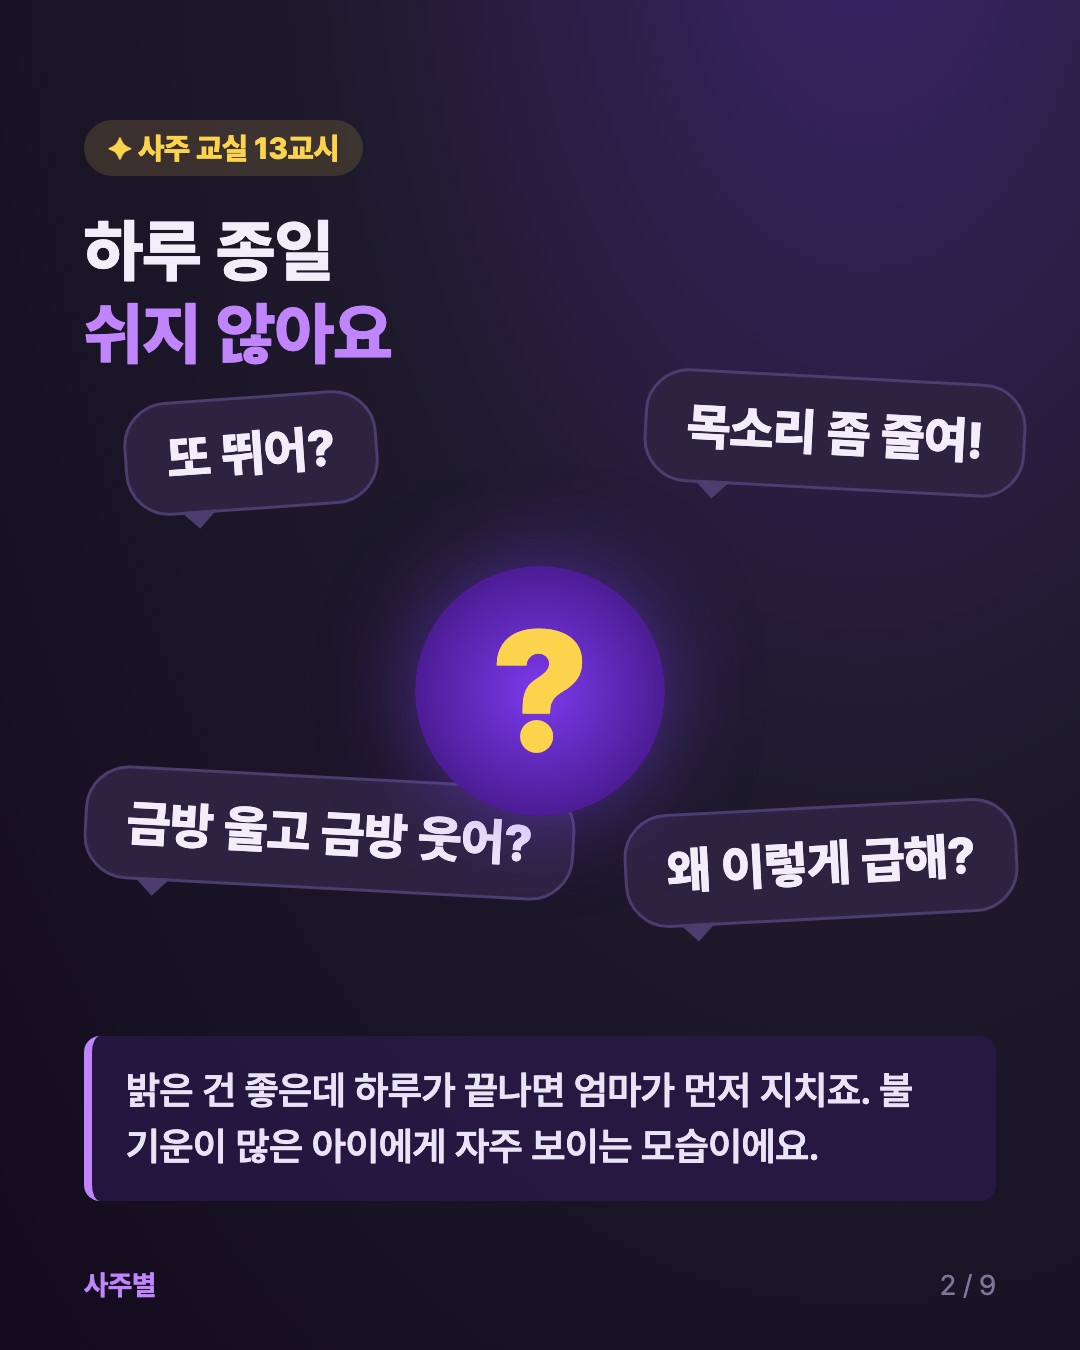 ✦ 사주 교실 13교시
하루 종일
쉬지 않아요
또 뛰어?
목소리 좀 줄여!
?
금방 울고 금방 웃어?
왜 이렇게 급해?
밝은 건 좋은데 하루가 끝나면 엄마가 먼저 지치죠. 불
기운이 많은 아이에게 자주 보이는 모습이에요.
사주별
2 / 9